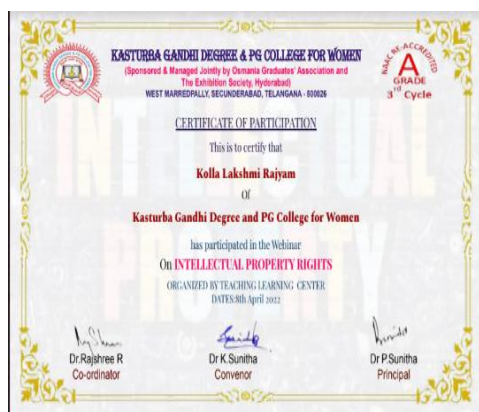 KASTURBA GANDHI DEGREE & PG COLLEGE FOR WOMEN
(Sponsored & Managed Jointly by Osmania Graduates' Association and
The Exhibition Society, Hyderabad)
WEST MARREDPALLY, SECUNDERABAD, TELANGANA - 500026
NAAC RE-ACCREDITED
A
GRADE
3rd Cycle
CERTIFICATE OF PARTICIPATION
This is to certify that
Kolla Lakshmi Rajyam
Of
Kasturba Gandhi Degree and PG College for Women
has participated in the Webinar
On INTELLECTUAL PROPERTY RIGHTS
ORGANIZED BY TEACHING LEARNING CENTER
DATES:8th April 2022
INTELLECTUAL
PROPERTY
Dr.Rajshree R
Co-ordinator
Dr K.Sunitha
Convenor
Dr P.Sunitha
Principal